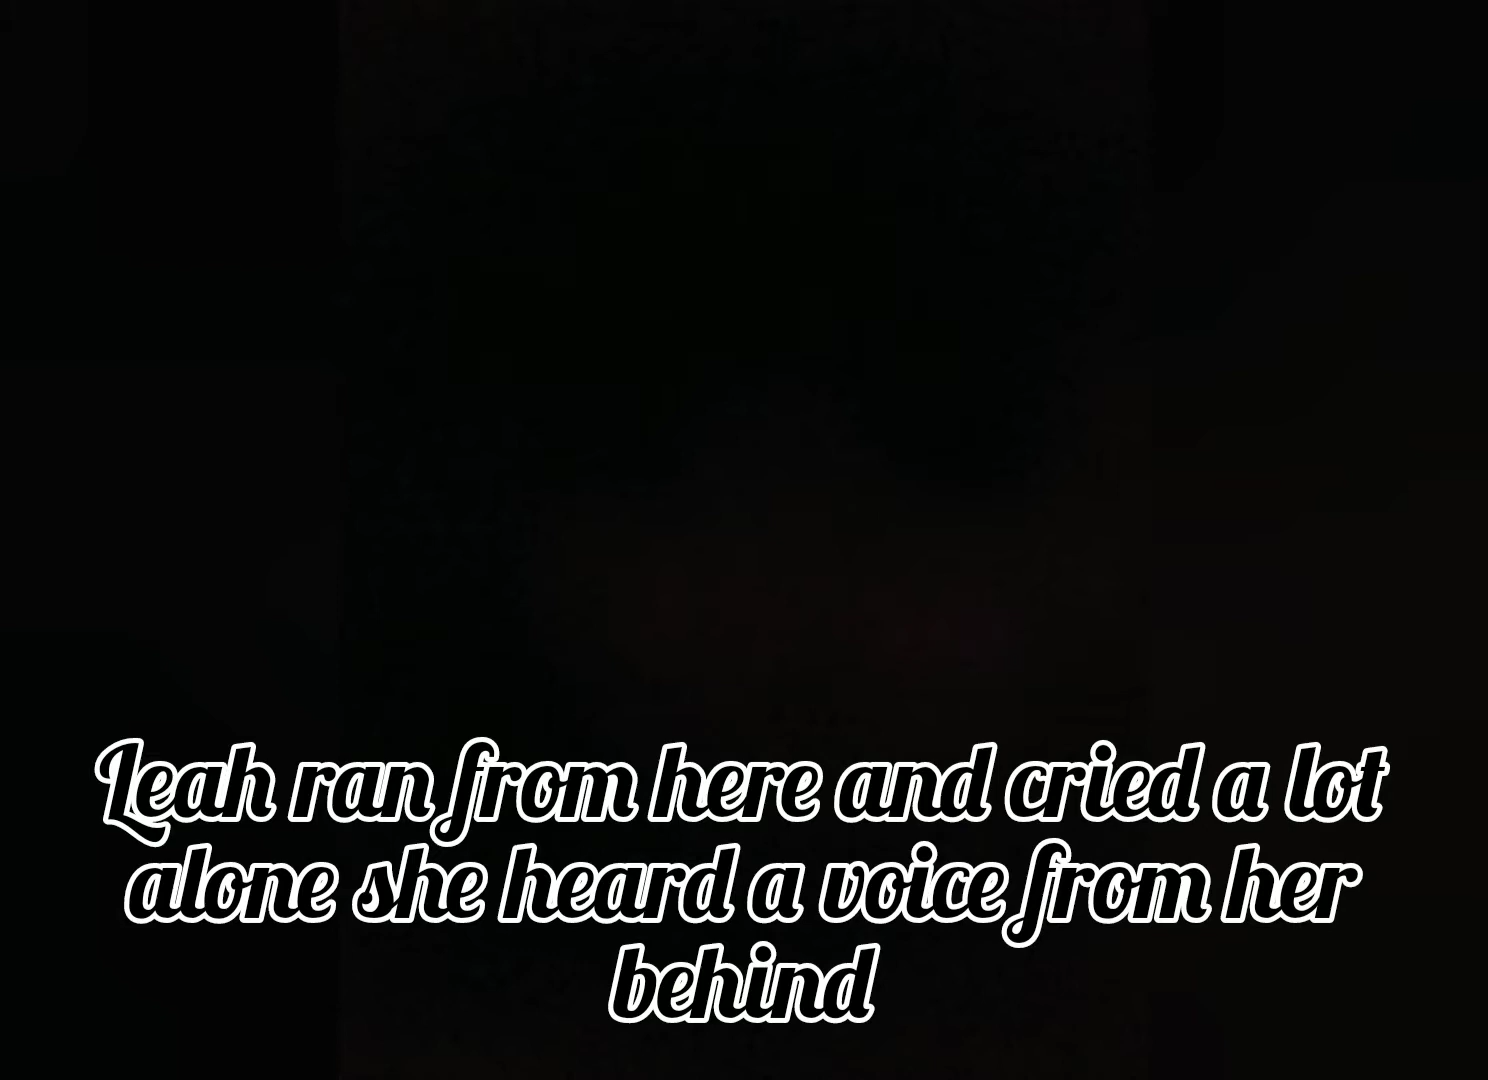 Leah ran from here and cried a lot
alone she heard a voice from her
behind